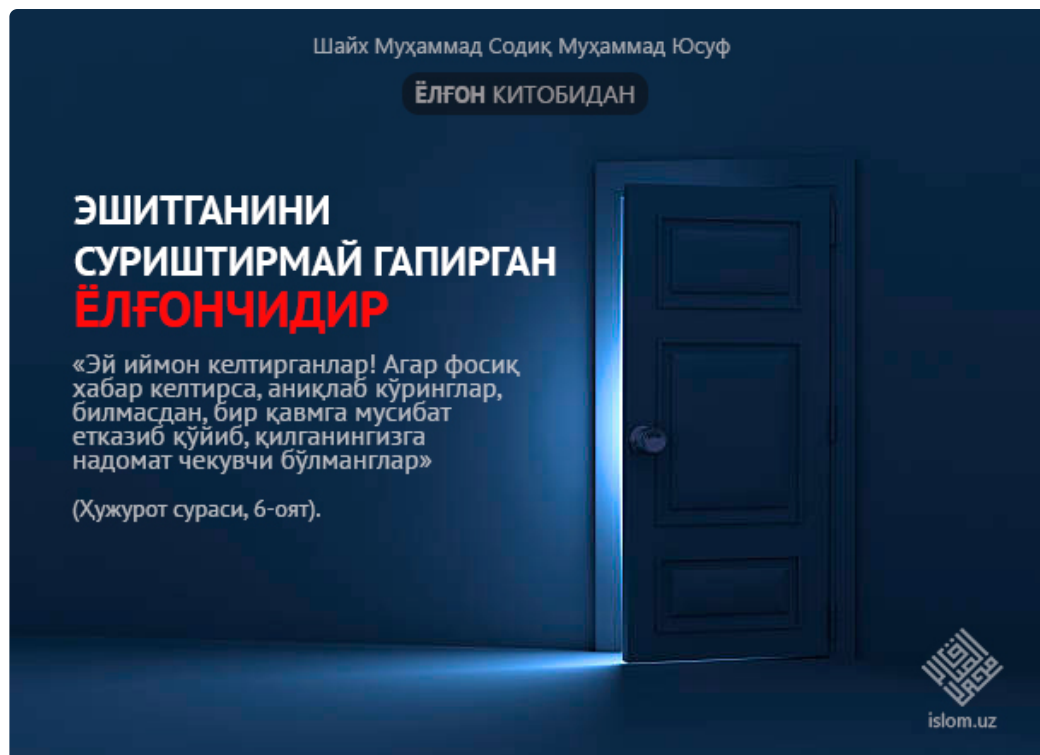 Шайх Муҳаммад Содиқ Муҳаммад Юсуф
ЁЛҒОН КИТОБИДАН
ЭШИТГАНИНИ
СУРИШТИРМАЙ ГАПИРГАН
ЁЛҒОНЧИДИР
«Эй иймон келтирганлар! Агар фосиқ
хабар келтирса, аниқлаб кўринглар,
билмасдан, бир қавмга мусибат
етказиб қўйиб, қилганингизга
надомат чекувчи бўлманглар»
(Ҳужурот сураси, 6-оят).
islom.uz